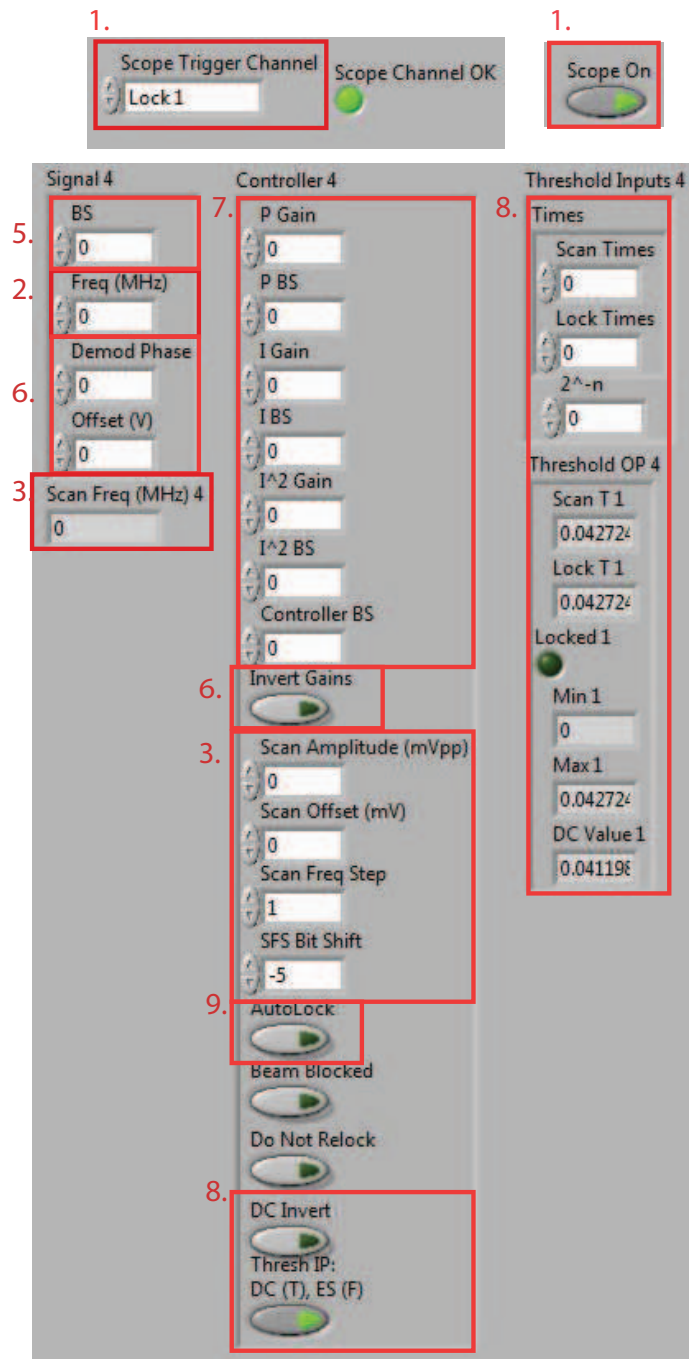 1.
Scope Trigger Channel
Lock 1
Scope Channel OK
1.
Scope On
Signal 4
5.
BS
0
2.
Freq (MHz)
0
6.
Demod Phase
0
Offset (V)
0
3.
Scan Freq (MHz) 4
0
Controller 4
7.
P Gain
0
P BS
0
I Gain
0
I BS
0
I^2 Gain
0
I^2 BS
0
Controller BS
0
6.
Invert Gains
3.
Scan Amplitude (mVpp)
0
Scan Offset (mV)
0
Scan Freq Step
1
SFS Bit Shift
-5
9.
AutoLock
Beam Blocked
Do Not Relock
8.
DC Invert
Thresh IP:
DC (T), ES (F)
Threshold Inputs 4
8.
Times
Scan Times
0
Lock Times
0
2^-n
0
Threshold OP 4
Scan T 1
0.042724
Lock T 1
0.042724
Locked 1
Min 1
0
Max 1
0.042724
DC Value 1
0.041198